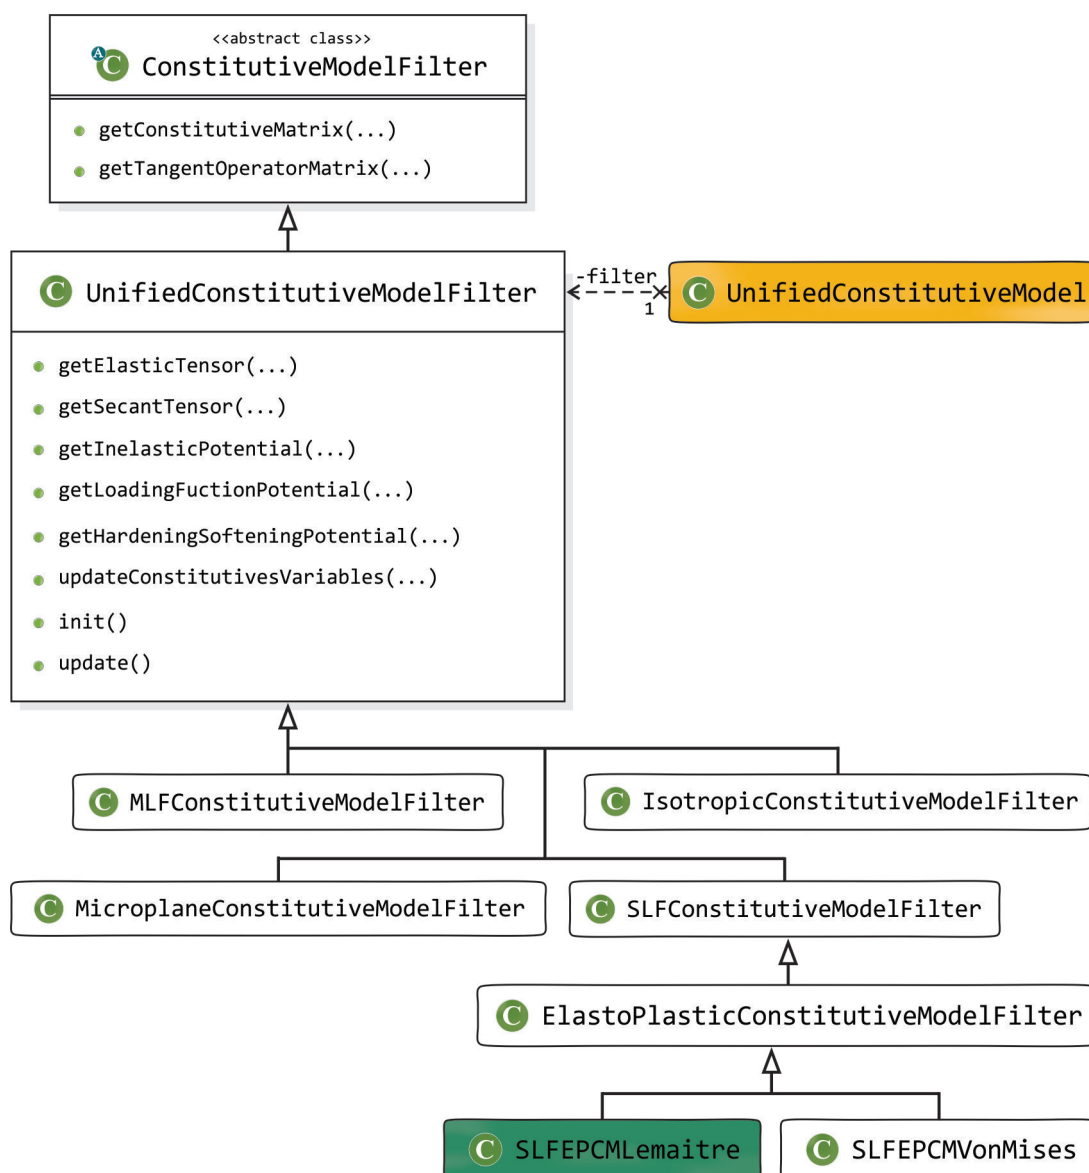 <<abstract class>>
A C ConstitutiveModelFilter
getConstitutiveMatrix(...)
getTangentOperatorMatrix(...)
C UnifiedConstitutiveModelFilter
-filter
1
C UnifiedConstitutiveModel
getElasticTensor(...)
getSecantTensor(...)
getInelasticPotential(...)
getLoadingFuctionPotential(...)
getHardeningSofteningPotential(...)
updateConstitutivesVariables(...)
init()
update()
C MLFConstitutiveModelFilter
C IsotropicConstitutiveModelFilter
C MicroplaneConstitutiveModelFilter
C SLFConstitutiveModelFilter
C ElastoPlasticConstitutiveModelFilter
C SLFEPCMLemaitre
C SLFEPCMVonMises